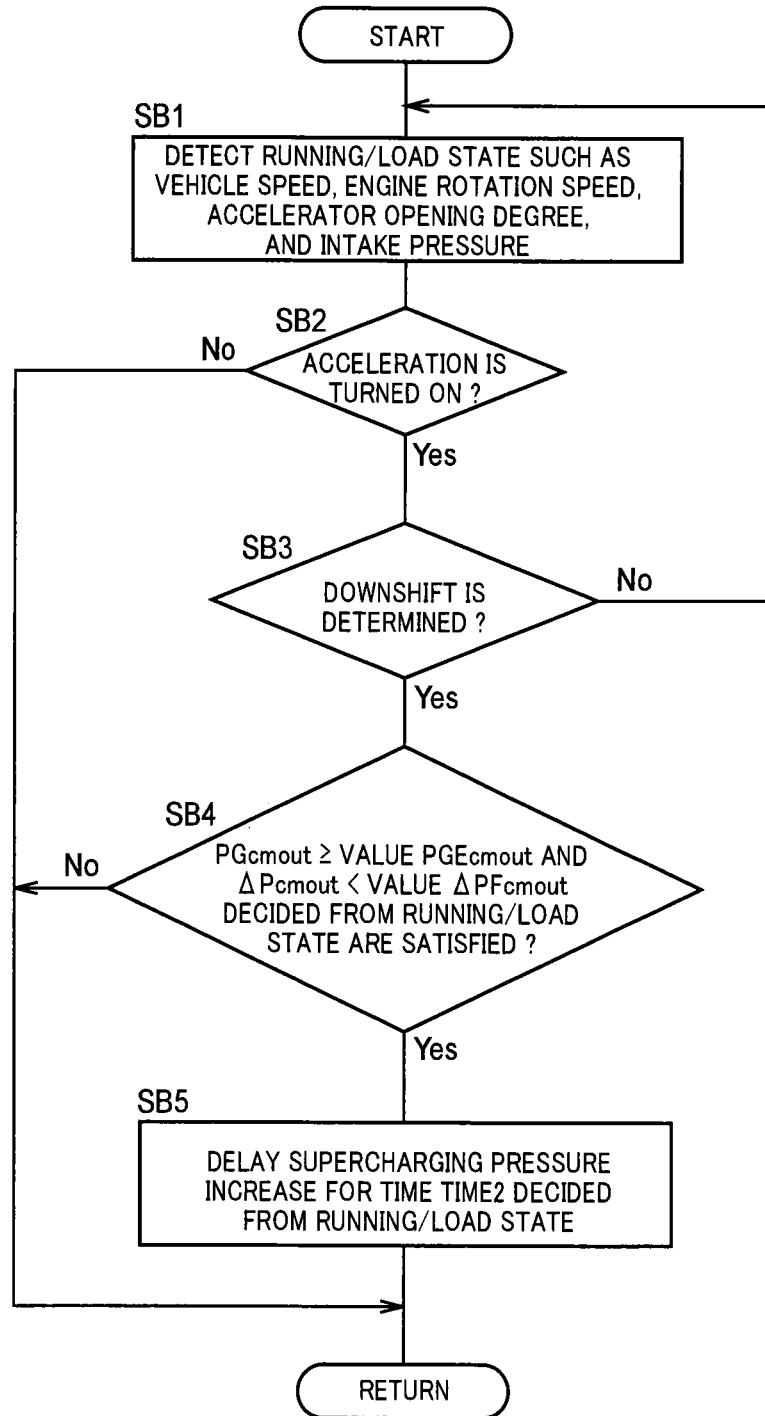 START
SB1
DETECT RUNNING/LOAD STATE SUCH AS
VEHICLE SPEED, ENGINE ROTATION SPEED,
ACCELERATOR OPENING DEGREE,
AND INTAKE PRESSURE
SB2
No
ACCELERATION IS
TURNED ON ?
Yes
SB3
DOWNSHIFT IS
DETERMINED ?
No
Yes
SB4
No
PGcmout ≥ VALUE PGEcmout AND
Δ Pcmout < VALUE Δ PFcmout
DECIDED FROM RUNNING/LOAD
STATE ARE SATISFIED ?
Yes
SB5
DELAY SUPERCHARGING PRESSURE
INCREASE FOR TIME TIME2 DECIDED
FROM RUNNING/LOAD STATE
RETURN